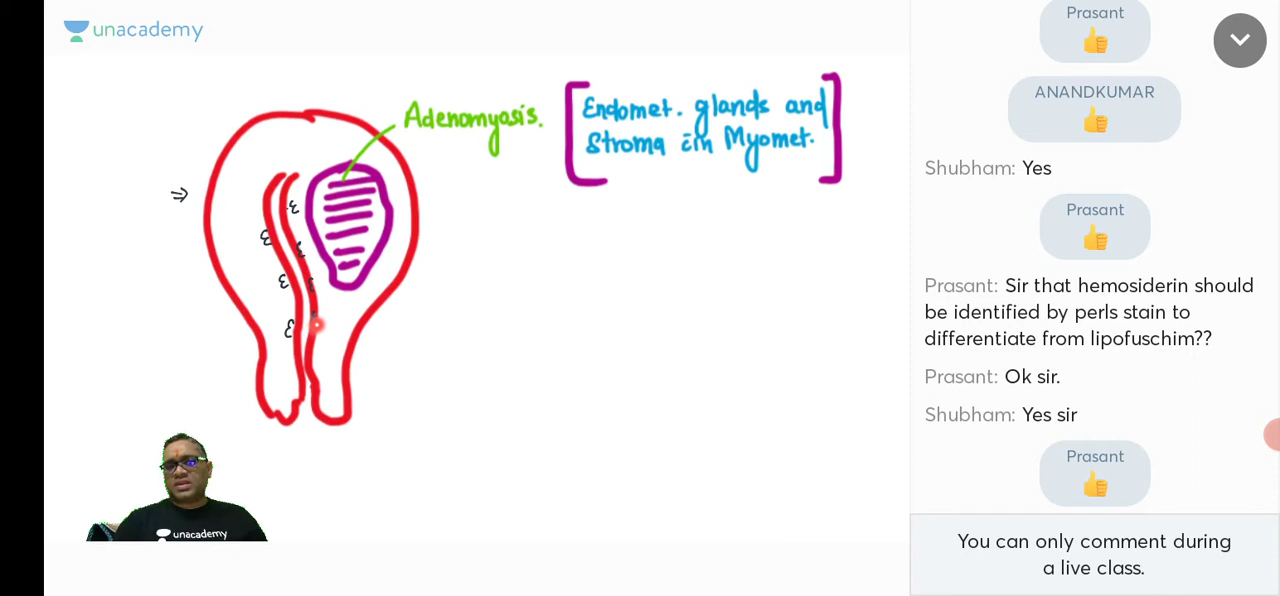 unacademy
Adenomyosis.
Endomet. glands and
Stroma in Myomet.
unacademy
Prasant
ANANDKUMAR
Shubham: Yes
Prasant
Prasant: Sir that hemosiderin should
be identified by perls stain to
differentiate from lipofuschim??
Prasant: Ok sir.
Shubham: Yes sir
Prasant
You can only comment during
a live class.